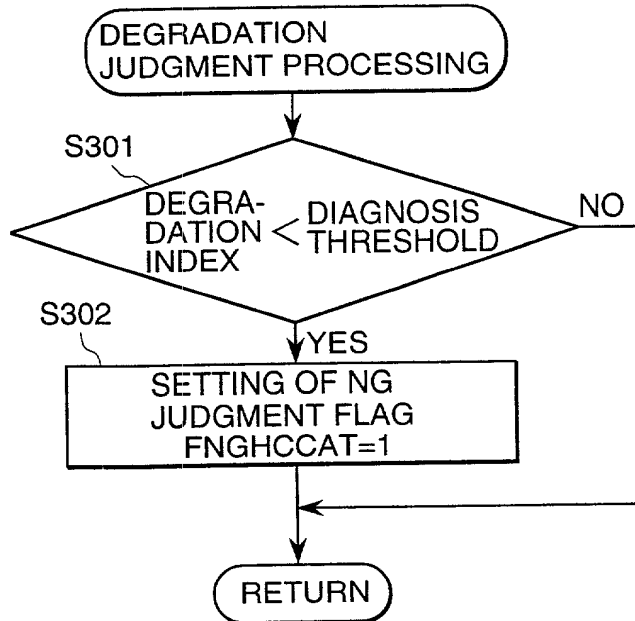 DEGRADATION
JUDGMENT PROCESSING
S301
DEGRA-
DATION
INDEX
<
DIAGNOSIS
THRESHOLD
NO
YES
S302
SETTING OF NG
JUDGMENT FLAG
FNGHCCAT=1
RETURN